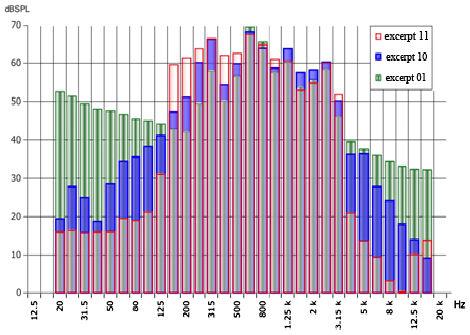 dBSPL
70
60
50
40
30
20
10
0
excerpt 11
excerpt 10
excerpt 01
12.5
20
31.5
50
80
125
200
315
500
800
1.25 k
2 k
3.15 k
5 k
8 k
12.5 k
20 k
Hz